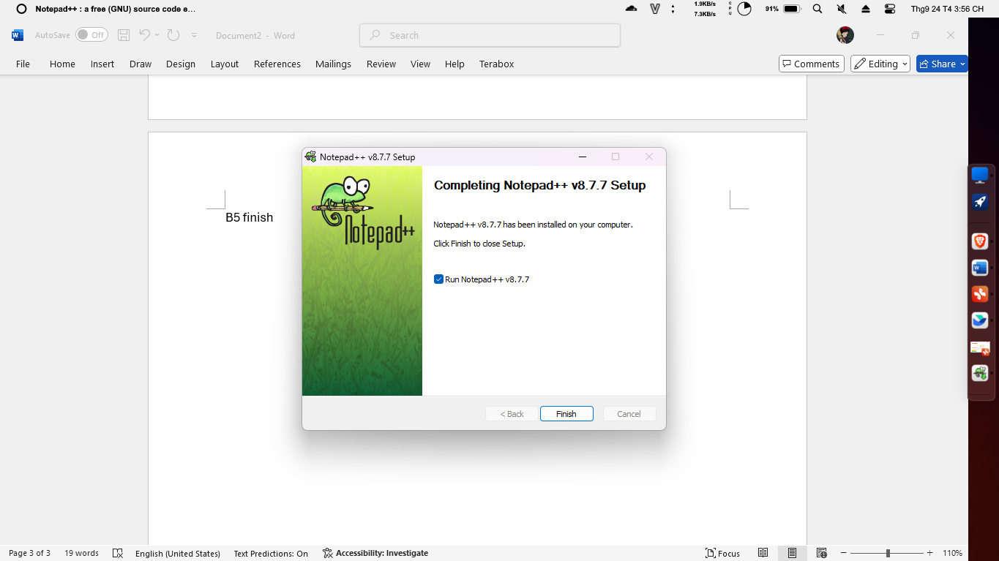 Notepad++ : a free (GNU) source code e...
1.9KB/s
7.3KB/s
CPU
91%
Thg9 24 T4 3:56 CH
AutoSave Off
Document2 - Word
Search
File Home Insert Draw Design Layout References Mailings Review View Help Terabox
Comments Editing Share
B5 finish
Notepad++ v8.7.7 Setup
Notepad++
Completing Notepad++ v8.7.7 Setup
Notepad++ v8.7.7 has been installed on your computer.
Click Finish to close Setup.
Run Notepad++ v8.7.7
< Back Finish Cancel
Page 3 of 3 19 words English (United States) Text Predictions: On Accessibility: Investigate Focus 110%